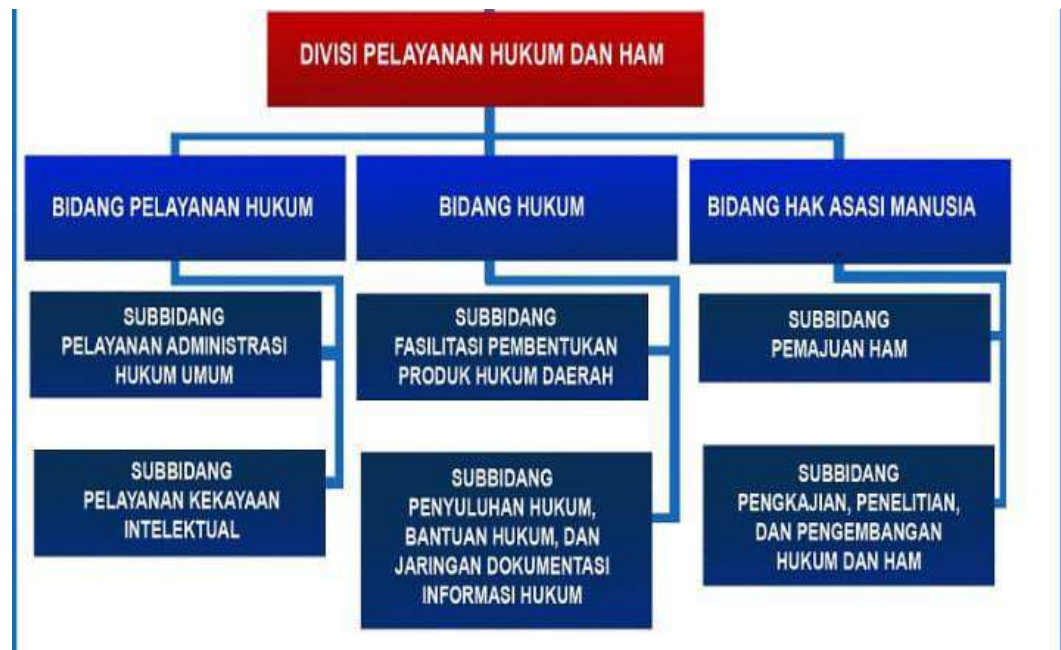 DIVISI PELAYANAN HUKUM DAN HAM
BIDANG PELAYANAN HUKUM
BIDANG HUKUM
BIDANG HAK ASASI MANUSIA
SUBBIDANG
PELAYANAN ADMINISTRASI
HUKUM UMUM
SUBBIDANG
FASILITASI PEMBENTUKAN
PRODUK HUKUM DAERAH
SUBBIDANG
PEMAJUAN HAM
SUBBIDANG
PELAYANAN KEKAYAAN
INTELEKTUAL
SUBBIDANG
PENYULUHAN HUKUM,
BANTUAN HUKUM, DAN
JARINGAN DOKUMENTASI
INFORMASI HUKUM
SUBBIDANG
PENGKAJIAN, PENELITIAN,
DAN PENGEMBANGAN
HUKUM DAN HAM